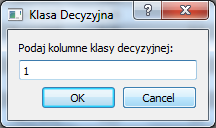 Klasa Decyzyjna
Podaj kolumne klasy decyzyjnej:
1
OK Cancel